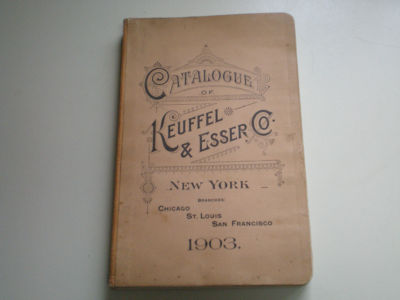 CATALOGUE
OF
KEUFFEL
& ESSER CO.
NEW YORK
BRANCHES:
CHICAGO
ST. LOUIS
SAN FRANCISCO
1903.